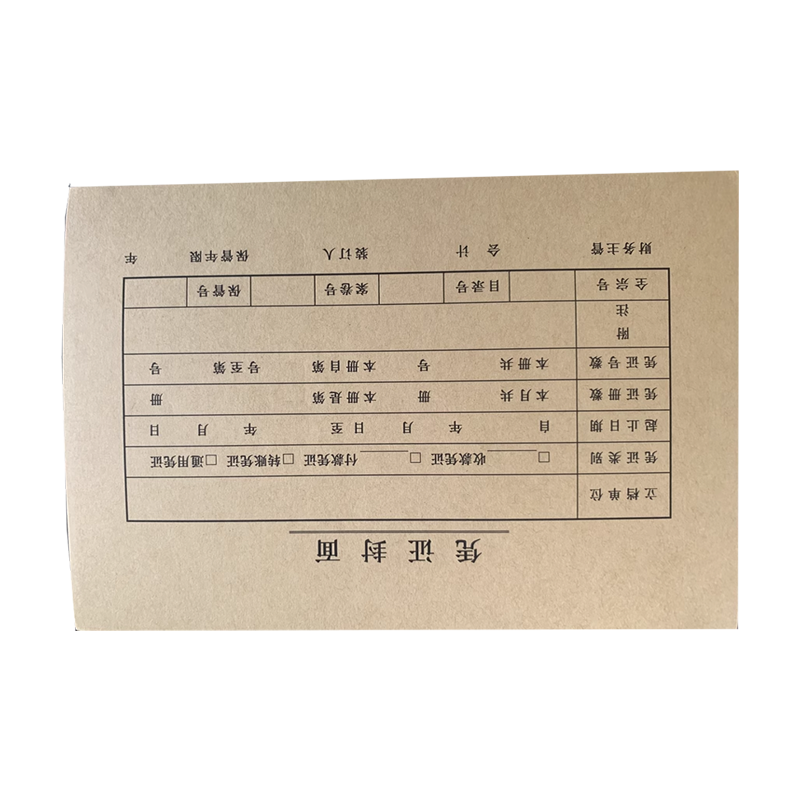 凭证封面
立档单位
凭证类别 □ 收款凭证 □ 付款凭证 □转账凭证 □通用凭证
起止日期 自 年 月 日至 年 月 日
凭证册数 本月共 册 本册是第 册
凭证号数 本册共 号 本册自第 号至第 号
附注
全宗号 目录号 案卷号 保管号
财务主管 会计 装订人 保管年限 年